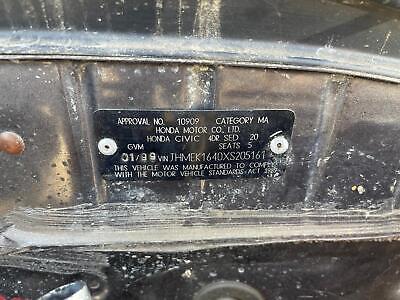 APPROVAL NO. 10909 CATEGORY MA
HONDA MOTOR CO., LTD.
HONDA CIVIC 4DR SED 20
GVM SEATS 5
01/99 VIN JHMEK1640XS205161
THIS VEHICLE WAS MANUFACTURED TO COMPLY
WITH THE MOTOR VEHICLE STANDARDS ACT